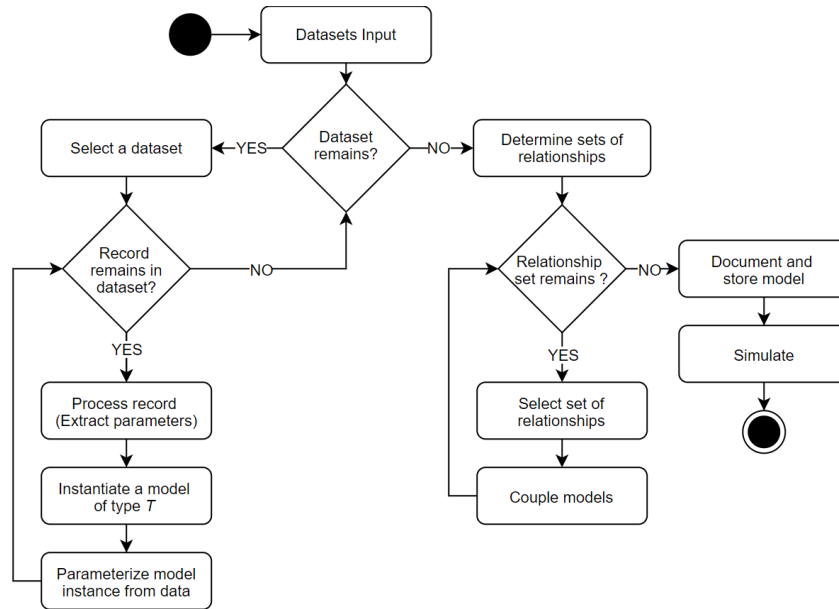 Datasets Input
Dataset
remains?
YES
NO
Select a dataset
Determine sets of
relationships
Record
remains in
dataset?
NO
Relationship
set remains ?
NO
Document and
store model
YES
YES
Simulate
Process record
(Extract parameters)
Select set of
relationships
Instantiate a model
of type T
Couple models
Parameterize model
instance from data